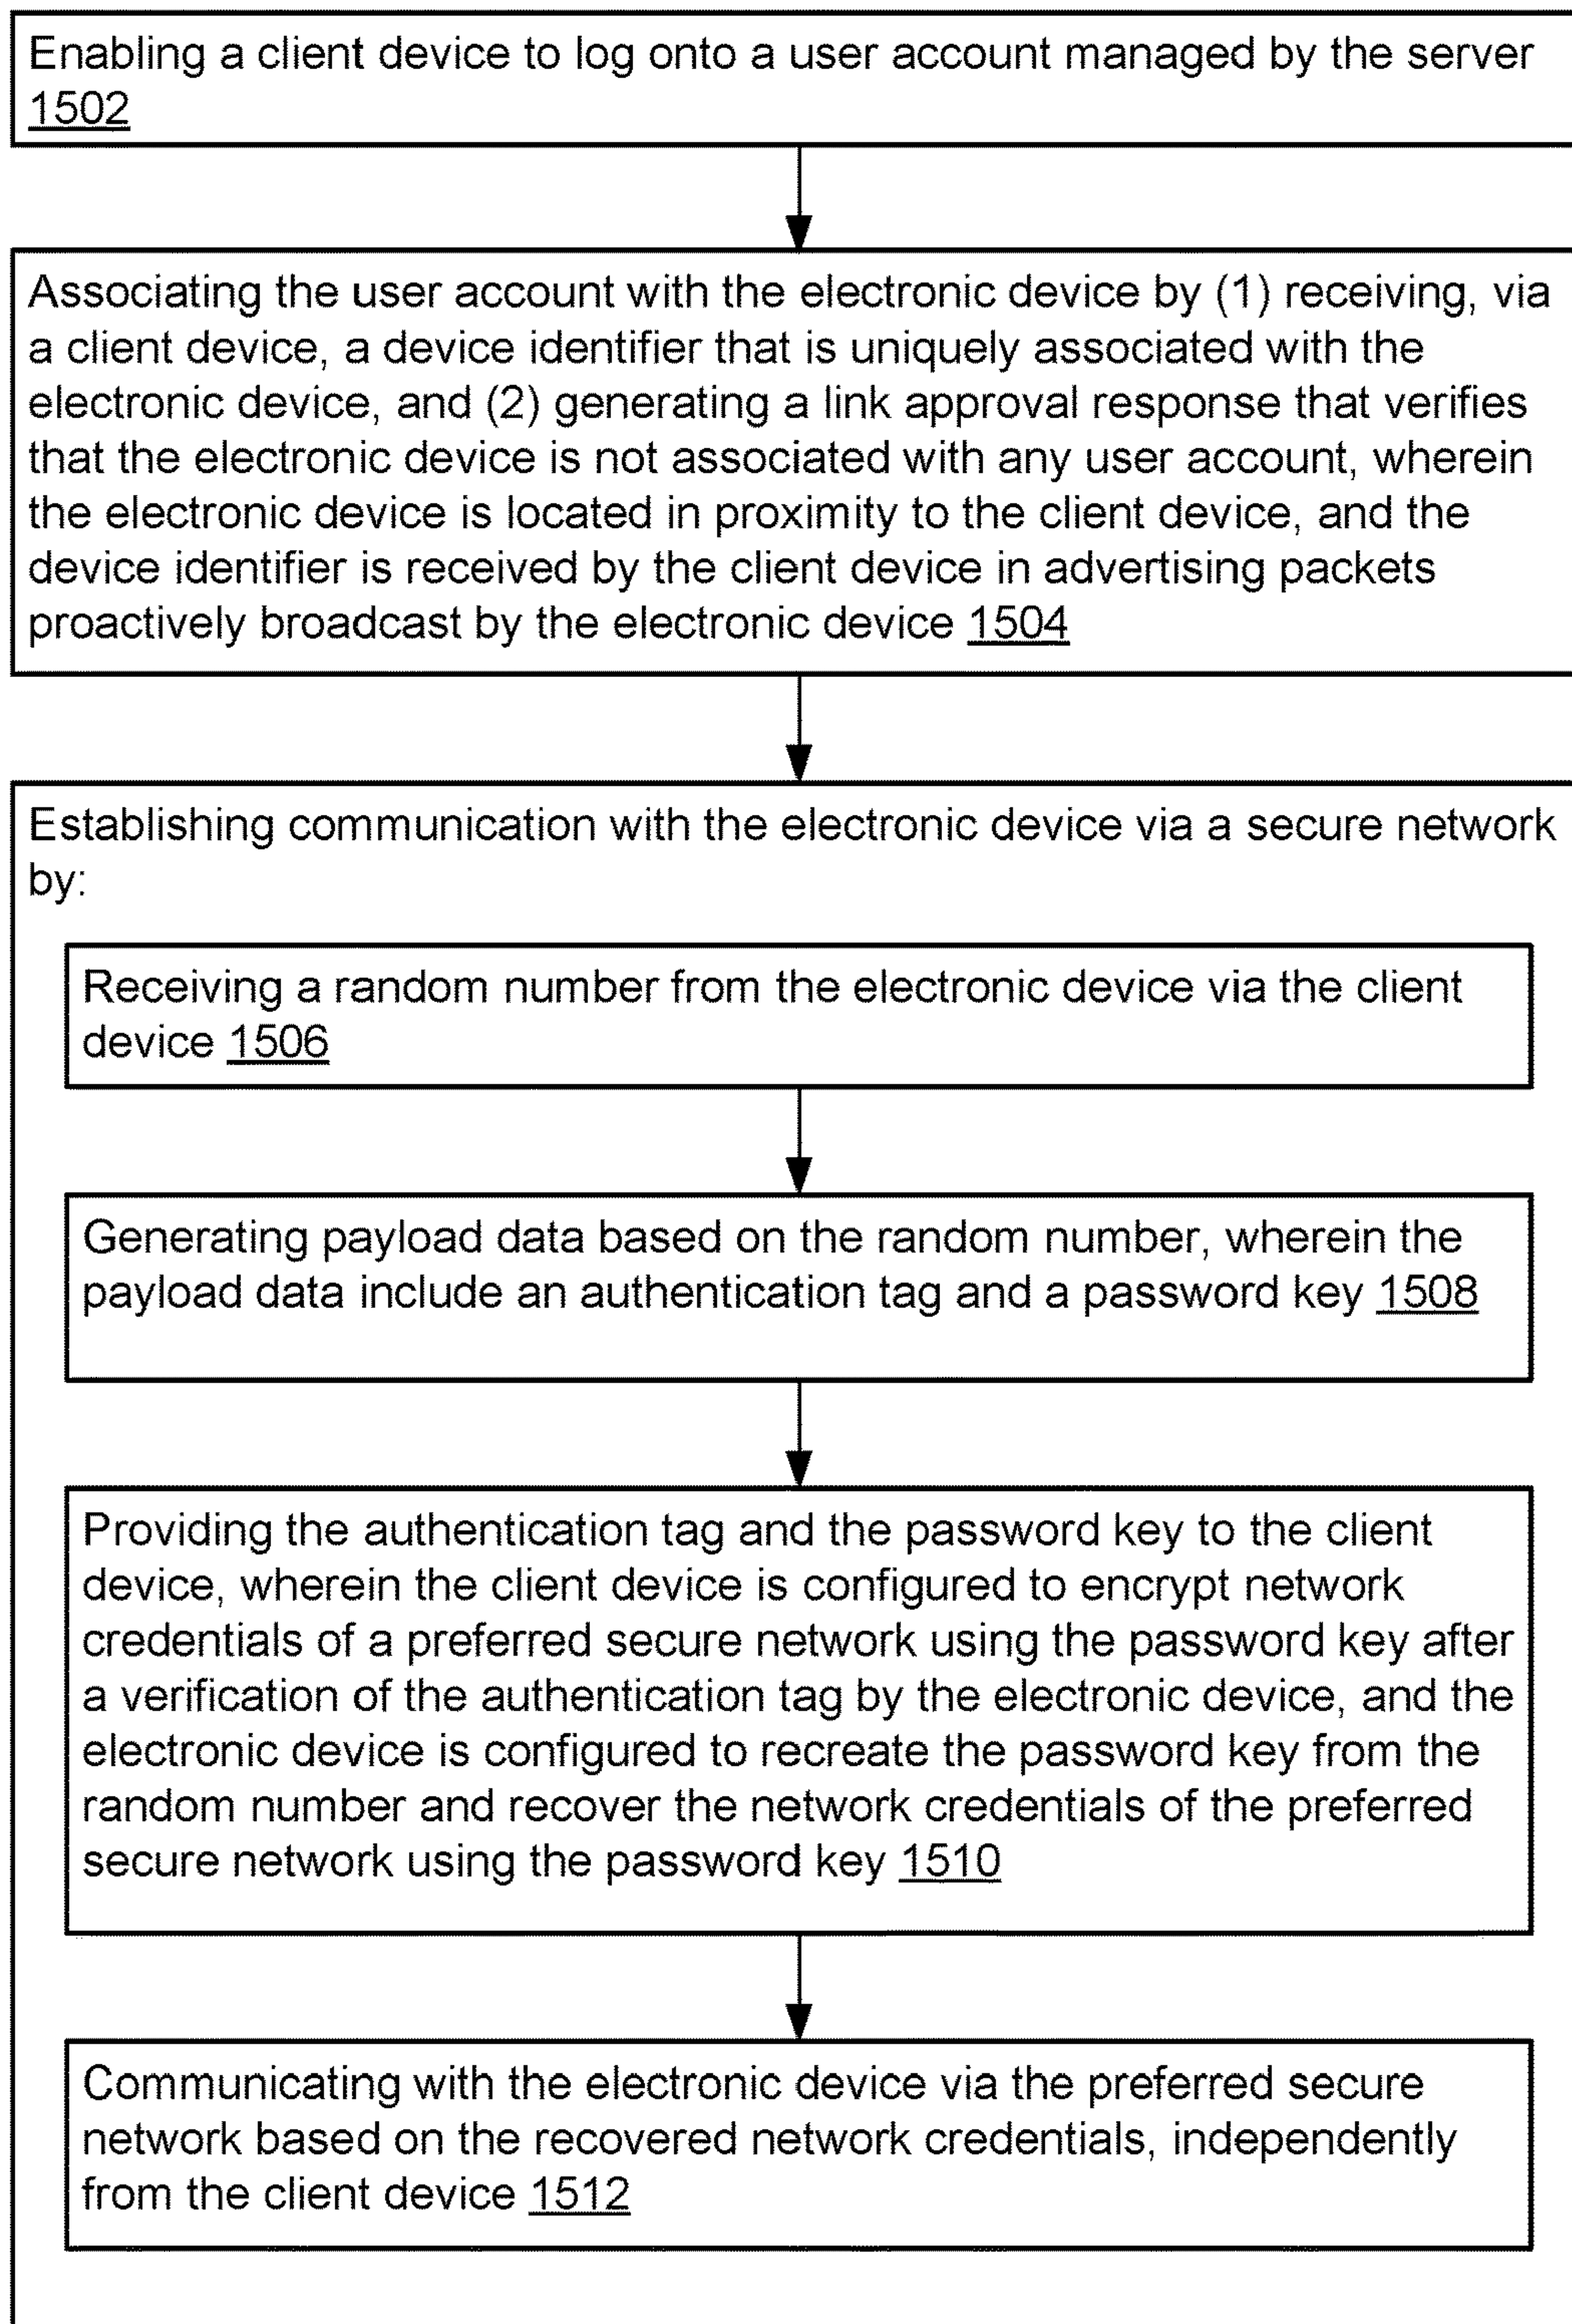 Enabling a client device to log onto a user account managed by the server
1502
Associating the user account with the electronic device by (1) receiving, via
a client device, a device identifier that is uniquely associated with the
electronic device, and (2) generating a link approval response that verifies
that the electronic device is not associated with any user account, wherein
the electronic device is located in proximity to the client device, and the
device identifier is received by the client device in advertising packets
proactively broadcast by the electronic device 1504
Establishing communication with the electronic device via a secure network
by:
Receiving a random number from the electronic device via the client
device 1506
Generating payload data based on the random number, wherein the
payload data include an authentication tag and a password key 1508
Providing the authentication tag and the password key to the client
device, wherein the client device is configured to encrypt network
credentials of a preferred secure network using the password key after
a verification of the authentication tag by the electronic device, and the
electronic device is configured to recreate the password key from the
random number and recover the network credentials of the preferred
secure network using the password key 1510
Communicating with the electronic device via the preferred secure
network based on the recovered network credentials, independently
from the client device 1512